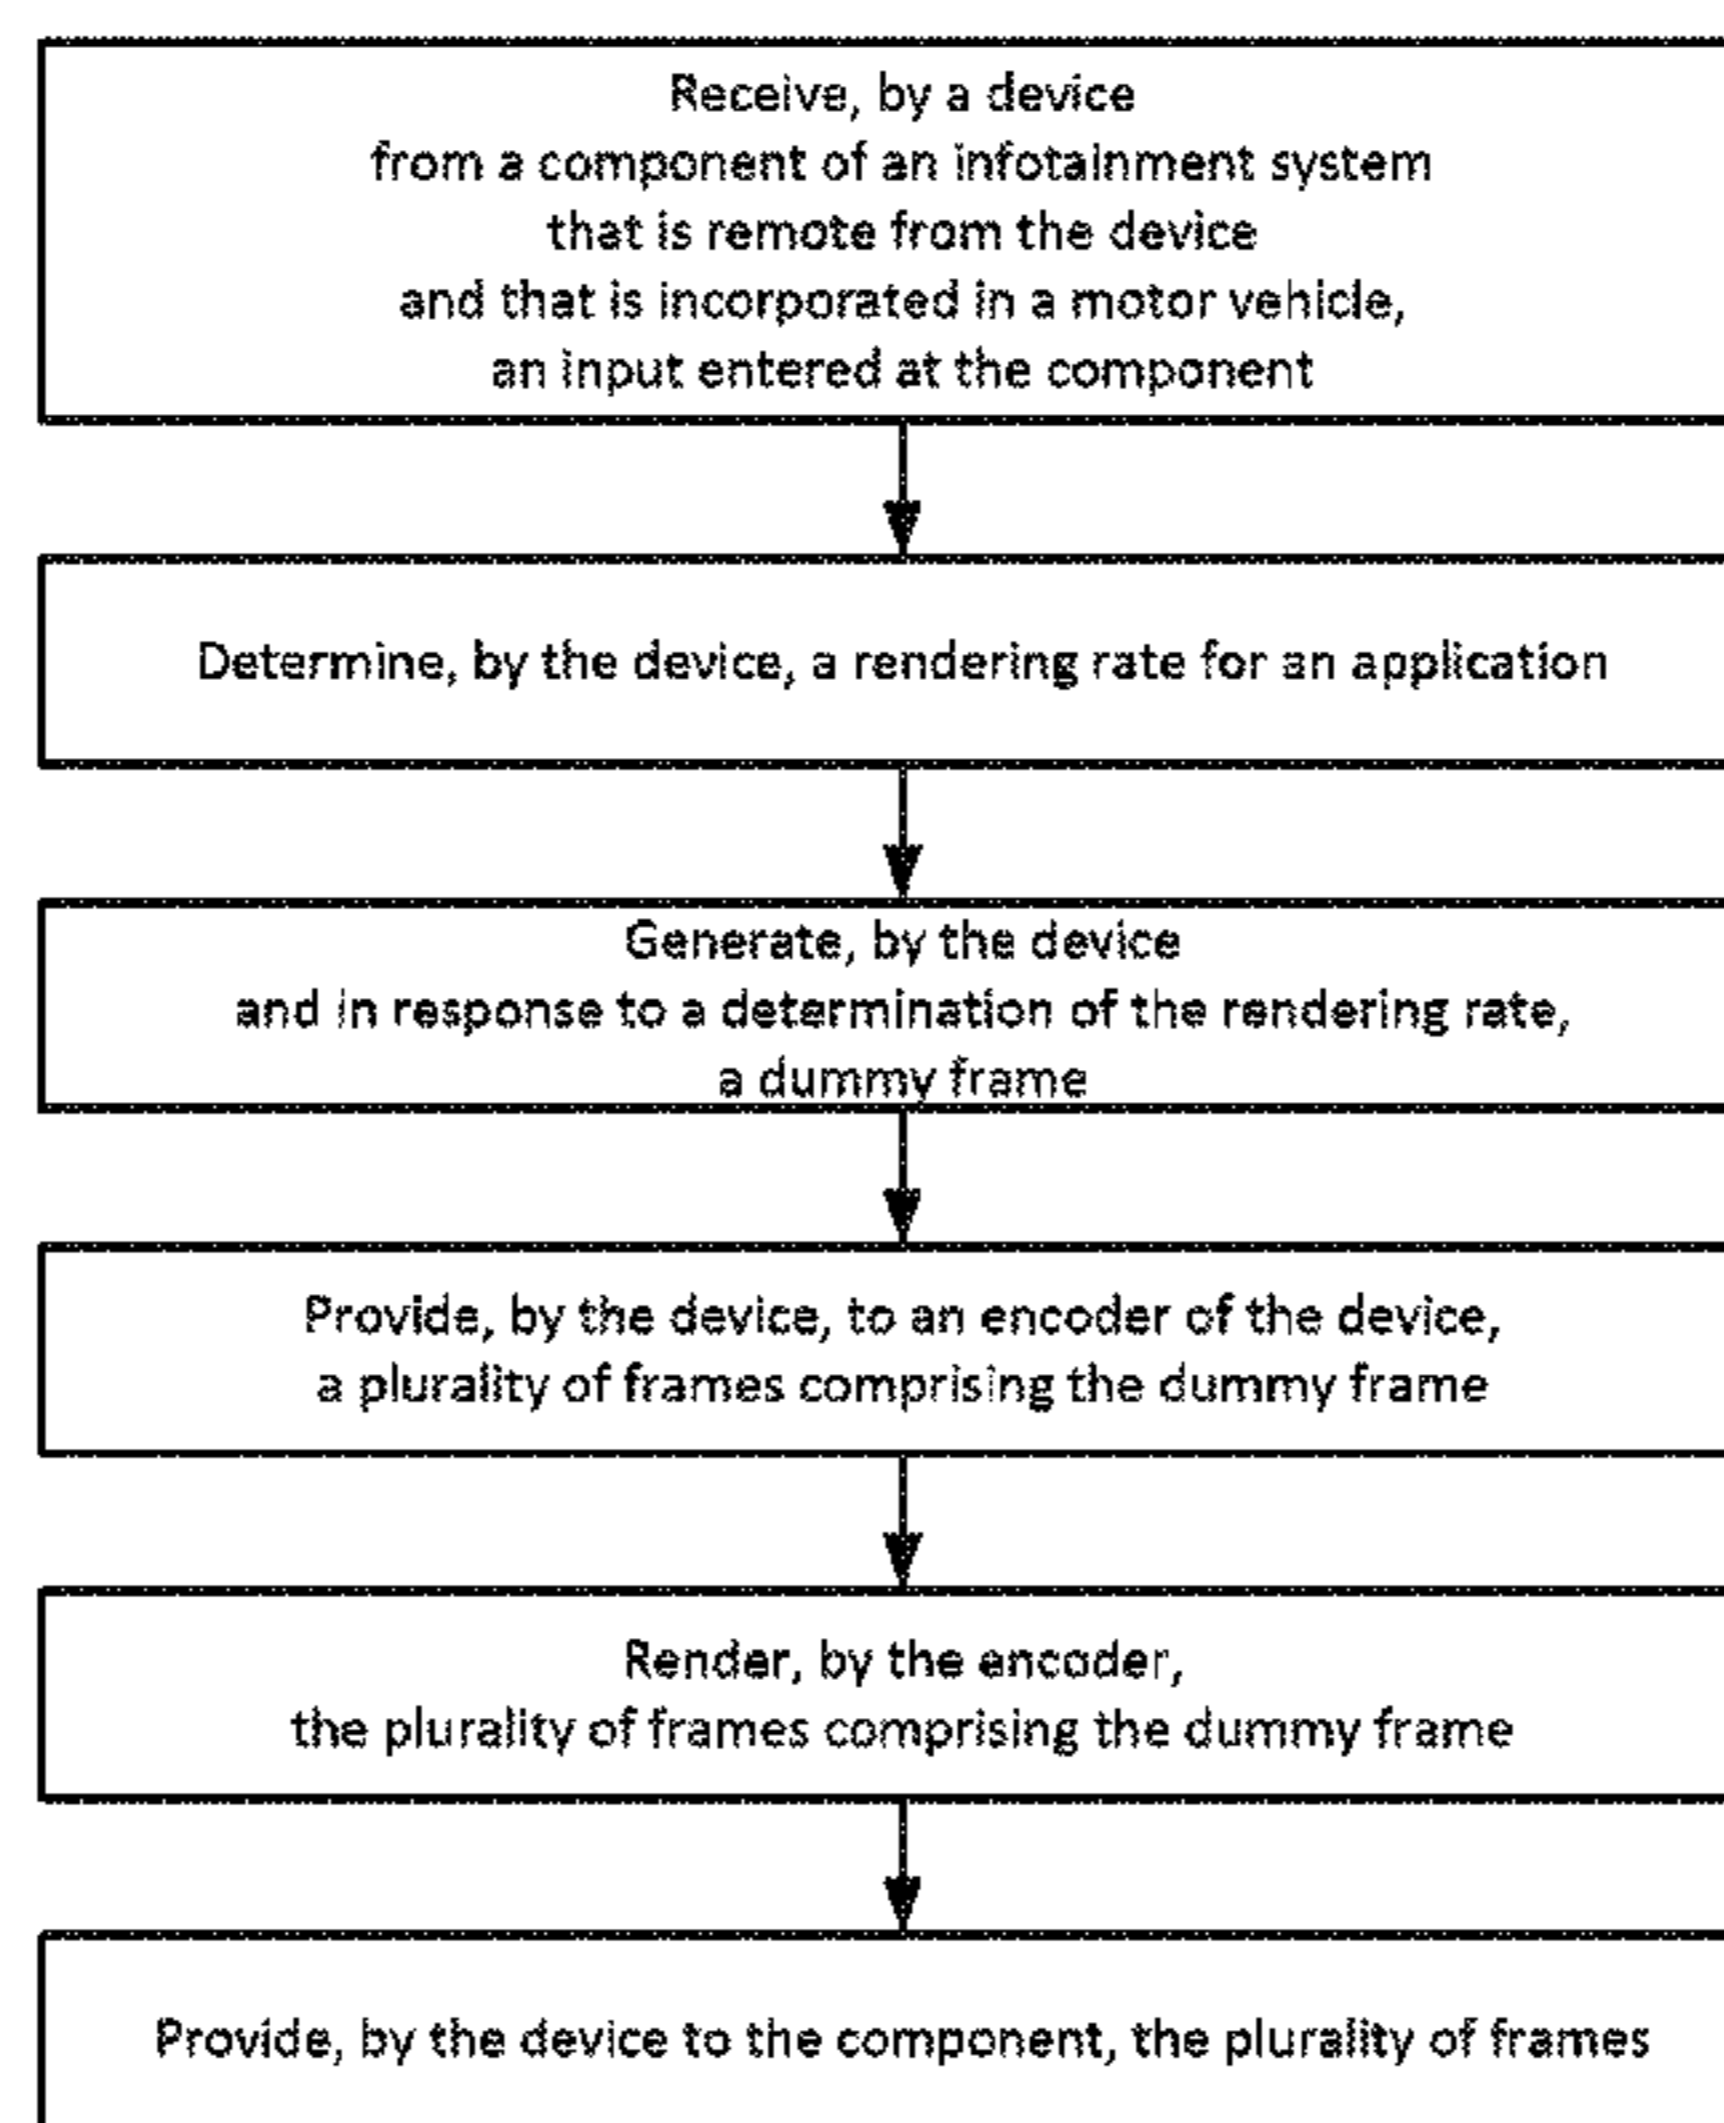 Receive, by a device
from a component of an infotainment system
that is remote from the device
and that is incorporated in a motor vehicle,
an input entered at the component
Determine, by the device, a rendering rate for an application
Generate, by the device
and in response to a determination of the rendering rate,
a dummy frame
Provide, by the device, to an encoder of the device,
a plurality of frames comprising the dummy frame
Render, by the encoder,
the plurality of frames comprising the dummy frame
Provide, by the device to the component, the plurality of frames